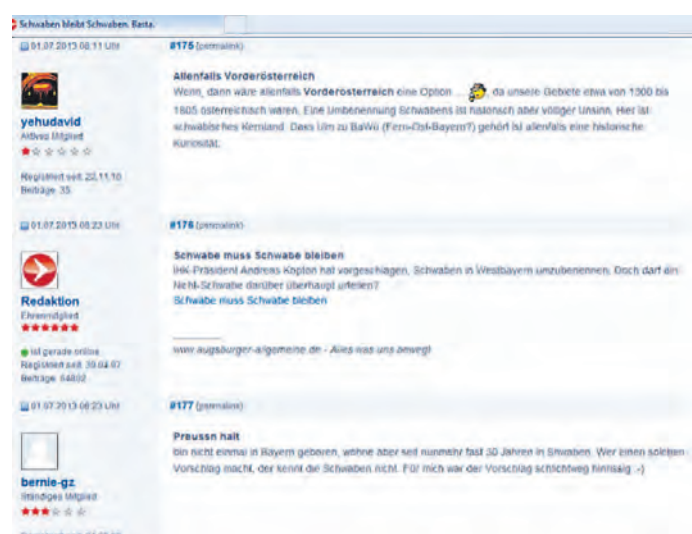 Schwaben bleibt Schwaben. Basta.
01.07.2013 08:11 Uhr
#175 (permalink)
yehudavid
Aktives Mitglied
Registriert seit: 22.11.10
Beiträge: 35
Allenfalls Vorderösterreich
Wenn, dann wäre allenfalls Vorderösterreich eine Option ... da unsere Gebiete etwa von 1300 bis
1805 österreichisch waren. Eine Umbenennung Schwabens ist historisch aber völliger Unsinn. Hier ist
schwäbisches Kernland. Dass Ulm zu BaWü (Fern-Ost-Bayern?) gehört ist allenfalls eine historische
Kuriosität.
01.07.2013 08:23 Uhr
#176 (permalink)
Redaktion
Ehrenmitglied
ist gerade online
Registriert seit: 30.04.07
Beiträge: 64802
Schwabe muss Schwabe bleiben
IHK-Präsident Andreas Kopton hat vorgeschlagen, Schwaben in Westbayern umzubenennen. Doch darf ein
Nicht-Schwabe darüber überhaupt urteilen?
Schwabe muss Schwabe bleiben
www.augsburger-allgemeine.de - Alles was uns bewegt
01.07.2013 08:23 Uhr
#177 (permalink)
bernie-gz
Ständiges Mitglied
Preussn halt
bin nicht einmal in Bayern geboren, wohne aber seit nunmehr fast 30 Jahren in Shwaben. Wer einen solchen
Vorschlag macht, der kennt die Schwaben nicht. Für mich war der Vorschlag schlichtweg hirnrissig :-)